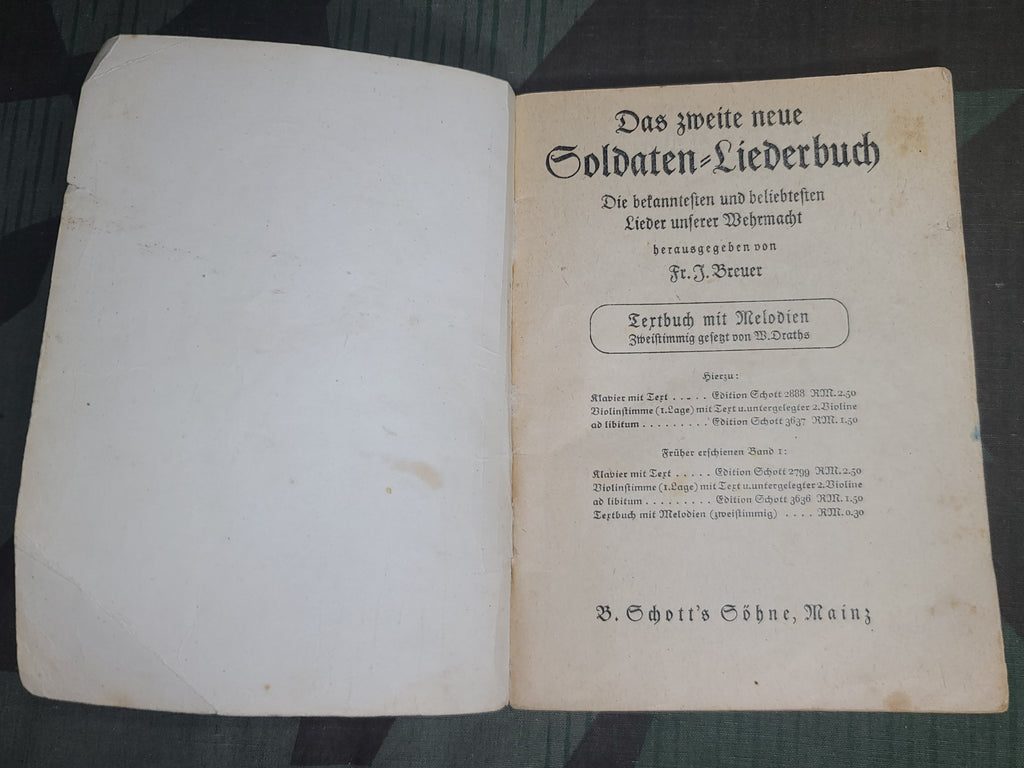 Das zweite neue
Soldaten-Liederbuch
Die bekanntesten und beliebtesten
Lieder unserer Wehrmacht
herausgegeben von
Fr. J. Breuer
Textbuch mit Melodien
Zweistimmig gesetzt von W. Draths
Hierzu:
Klavier mit Text . . . . . Edition Schott 2888 RM. 2.50
Violinstimme (1. Lage) mit Text u. untergelegter 2. Violine
ad libitum . . . . . . . . . Edition Schott 3637 RM. 1.50
Früher erschienen Band 1:
Klavier mit Text . . . . . Edition Schott 2799 RM. 2.50
Violinstimme (1. Lage) mit Text u. untergelegter 2. Violine
ad libitum . . . . . . . . . Edition Schott 3636 RM. 1.50
Textbuch mit Melodien (zweistimmig) . . . . RM. 0.30
B. Schott's Söhne, Mainz